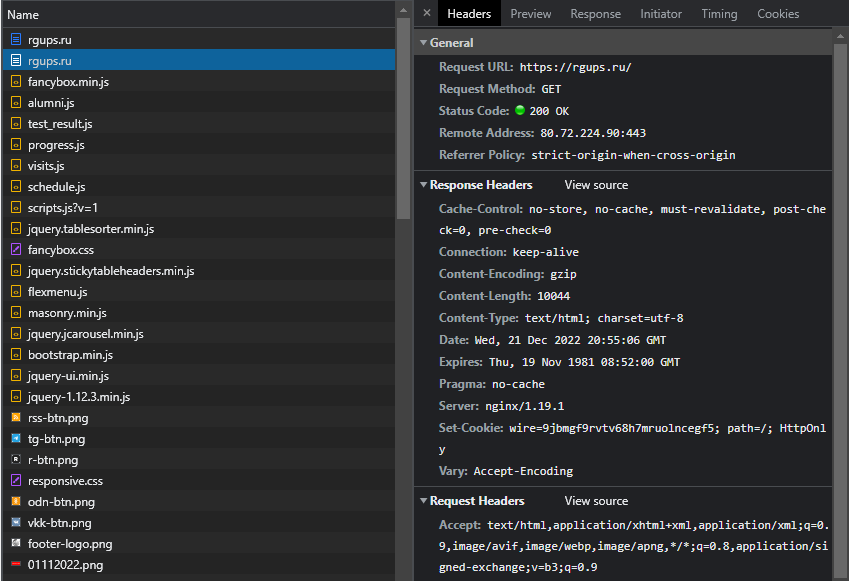 Name
rgups.ru
rgups.ru
fancybox.min.js
alumni.js
test_result.js
progress.js
visits.js
schedule.js
scripts.js?v=1
jquery.tablesorter.min.js
fancybox.css
jquery.stickytableheaders.min.js
flexmenu.js
masonry.min.js
jquery.jcarousel.min.js
bootstrap.min.js
jquery-ui.min.js
jquery-1.12.3.min.js
rss-btn.png
tg-btn.png
r-btn.png
responsive.css
odn-btn.png
vkk-btn.png
footer-logo.png
01112022.png
Headers Preview Response Initiator Timing Cookies
General
Request URL: https://rgups.ru/
Request Method: GET
Status Code: 200 OK
Remote Address: 80.72.224.90:443
Referrer Policy: strict-origin-when-cross-origin
Response Headers View source
Cache-Control: no-store, no-cache, must-revalidate, post-che
ck=0, pre-check=0
Connection: keep-alive
Content-Encoding: gzip
Content-Length: 10044
Content-Type: text/html; charset=utf-8
Date: Wed, 21 Dec 2022 20:55:06 GMT
Expires: Thu, 19 Nov 1981 08:52:00 GMT
Pragma: no-cache
Server: nginx/1.19.1
Set-Cookie: wire=9jbmgf9rvtv68h7mruolncegf5; path=/; HttpOnl
y
Vary: Accept-Encoding
Request Headers View source
Accept: text/html,application/xhtml+xml,application/xml;q=0.
9,image/avif,image/webp,image/apng,*/*;q=0.8,application/si
gned-exchange;v=b3;q=0.9